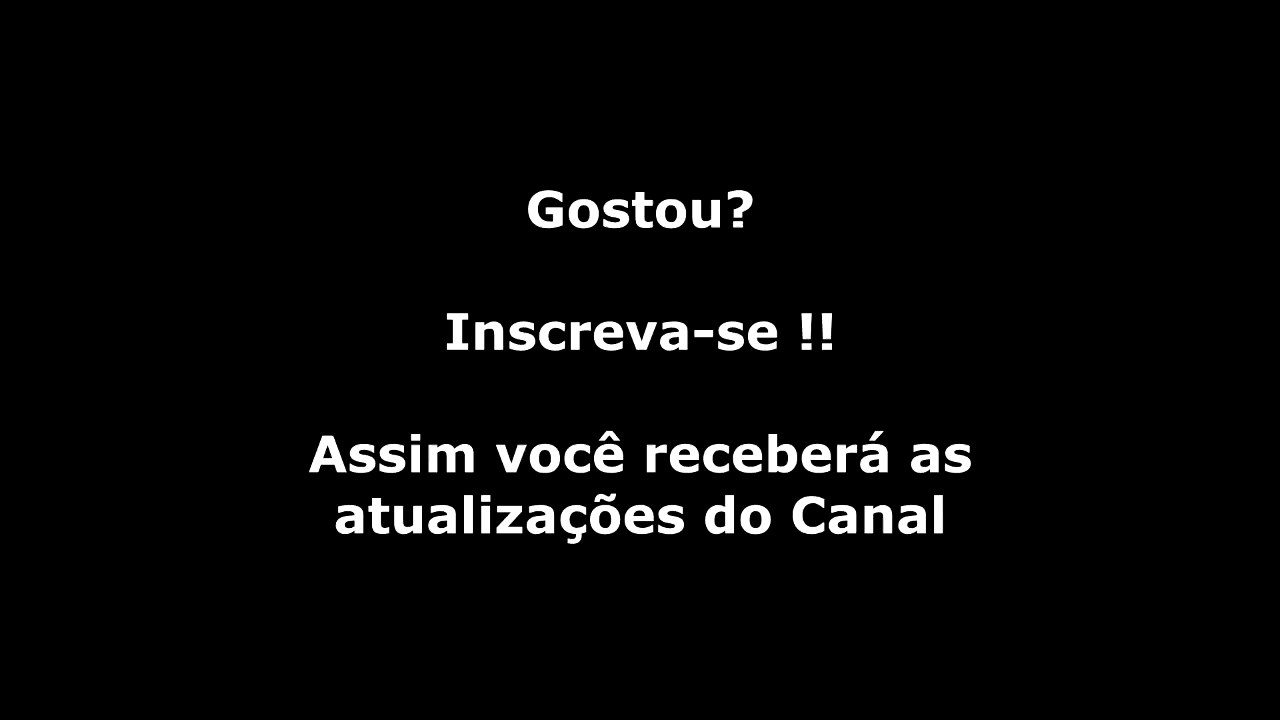 Gostou?
Inscreva-se !!
Assim você receberá as
atualizações do Canal